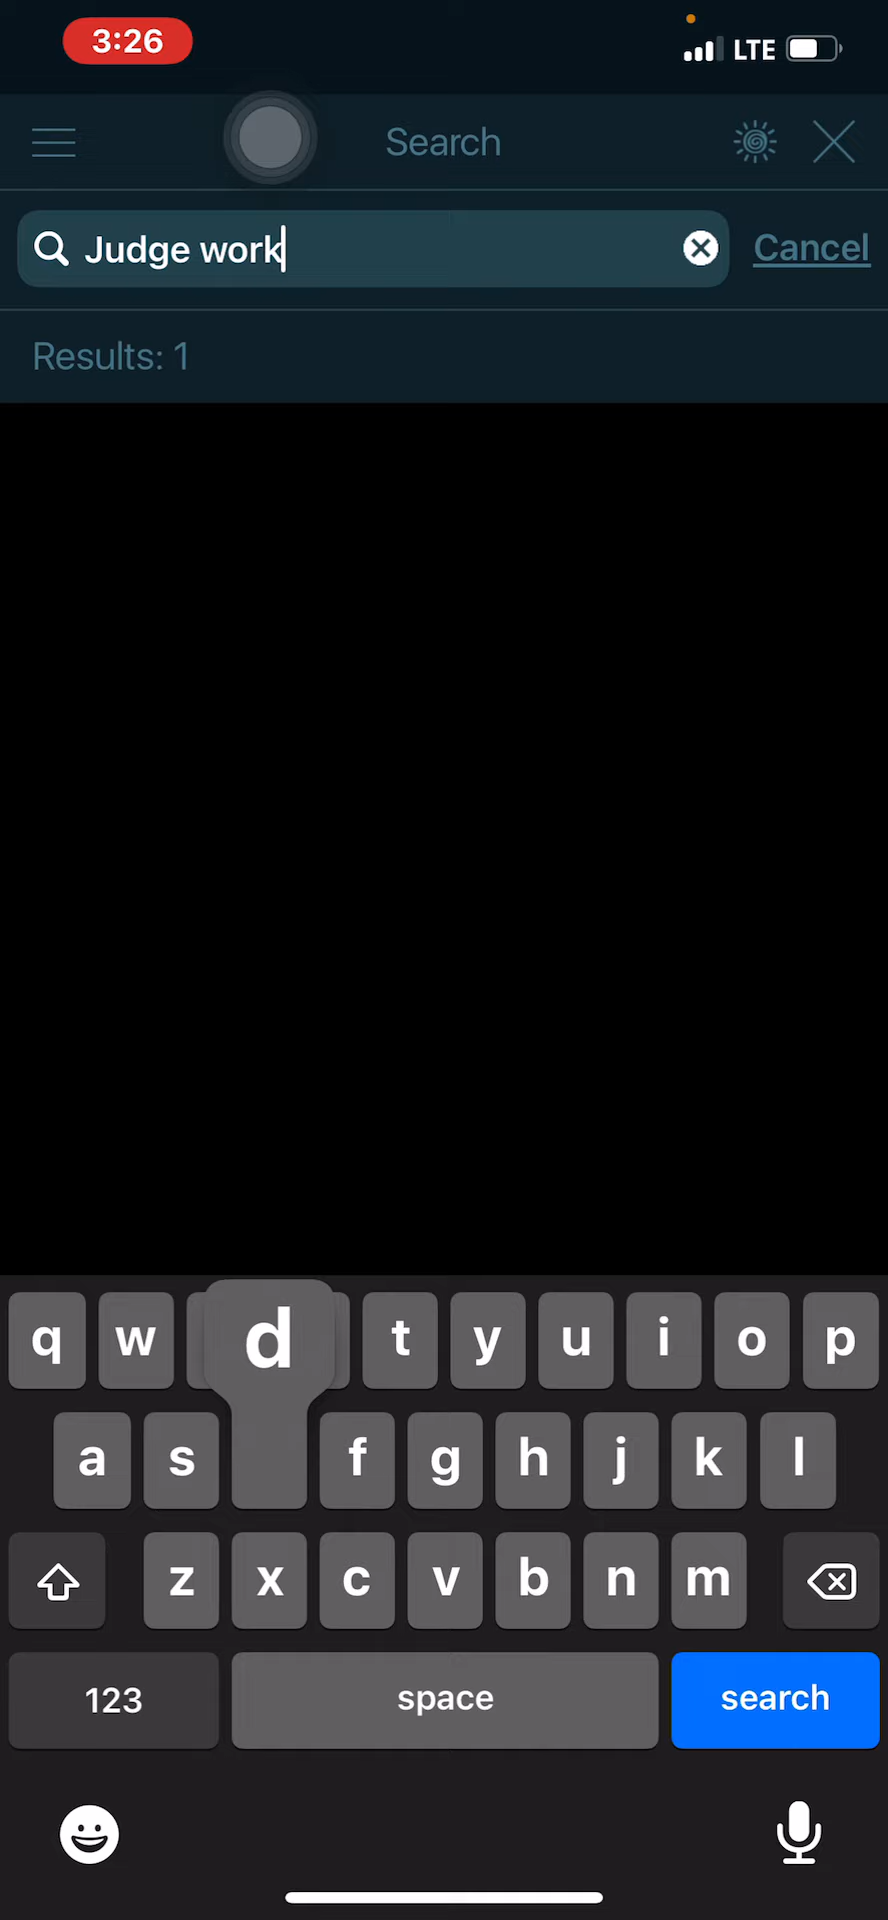 3:26
LTE
Search
Judge work
Cancel
Results: 1
q w d t y u i o p
a s f g h j k l
z x c v b n m
123 space search